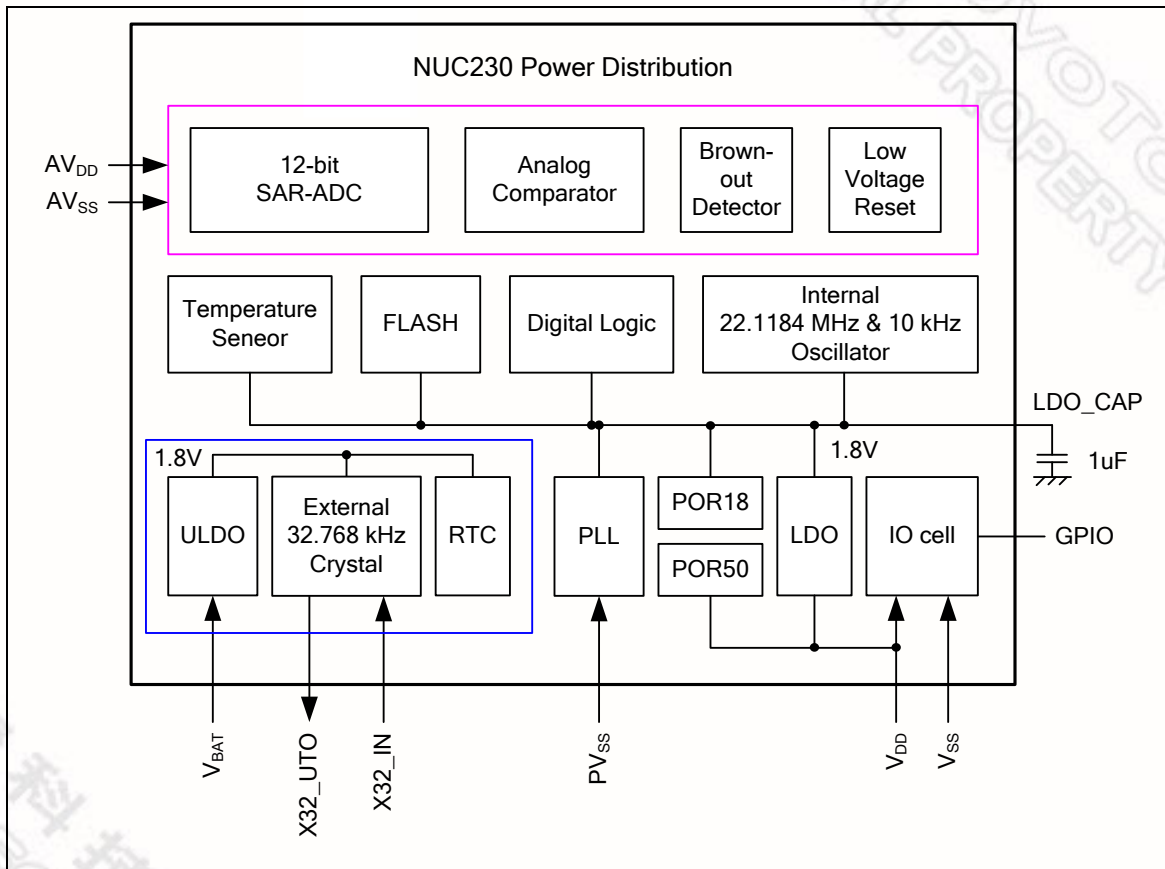 NUC230 Power Distribution
AVDD
AVSS
12-bit
SAR-ADC
Analog
Comparator
Brown-
out
Detector
Low
Voltage
Reset
Temperature
Seneor
FLASH
Digital Logic
Internal
22.1184 MHz & 10 kHz
Oscillator
LDO_CAP
1uF
1.8V
ULDO
External
32.768 kHz
Crystal
RTC
PLL
POR18
POR50
1.8V
LDO
IO cell
GPIO
VBAT
X32_UTO
X32_IN
PVSS
VDD
VSS
PROPERTY
科